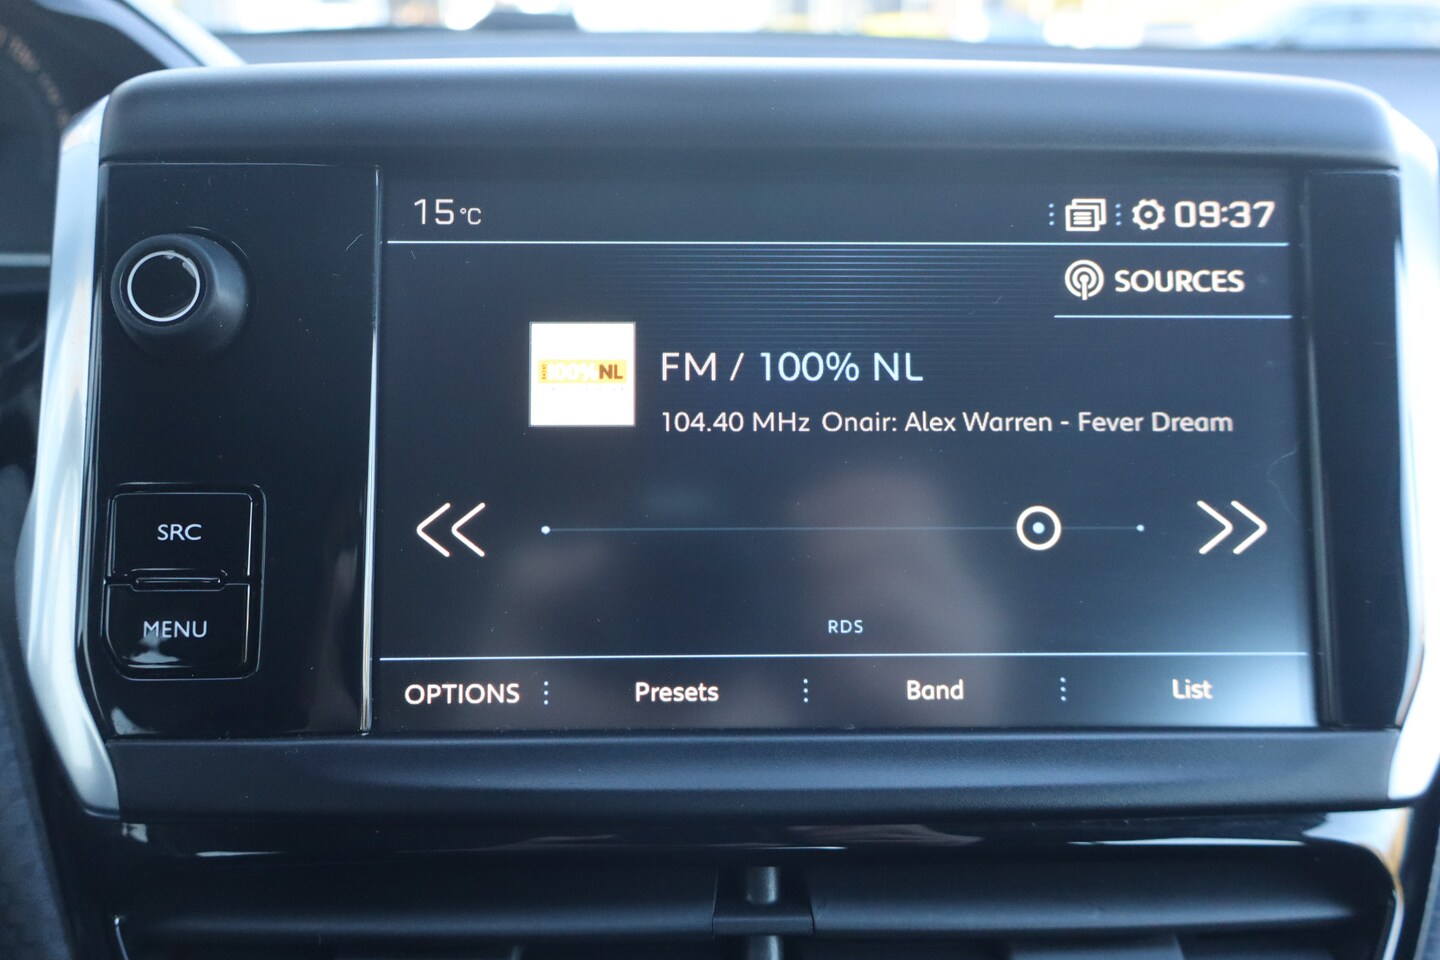 15°C
09:37
SOURCES
100%NL
FM / 100% NL
104.40 MHz Onair: Alex Warren - Fever Dream
SRC
MENU
RDS
OPTIONS
Presets
Band
List